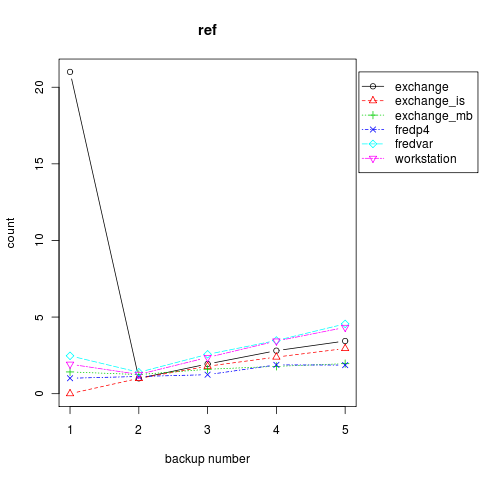 ref
count
20
15
10
5
0
1 2 3 4 5
backup number
exchange
exchange_is
exchange_mb
fredp4
fredvar
workstation